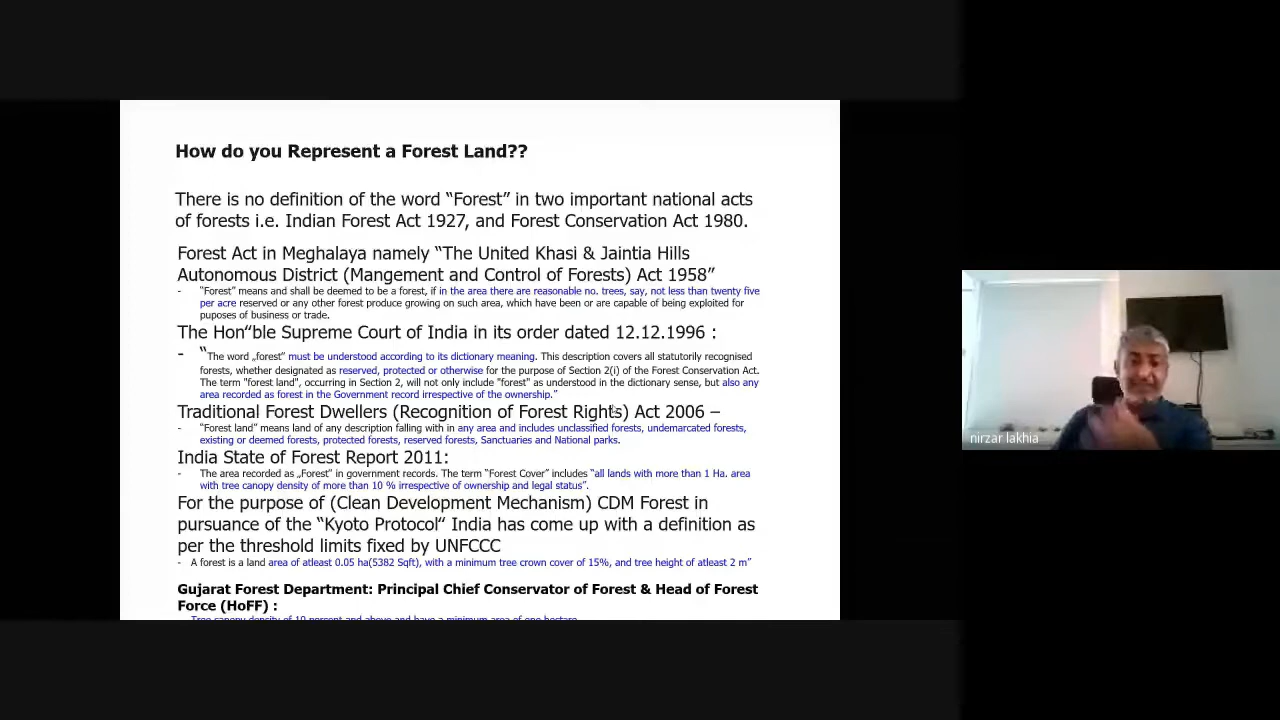 How do you Represent a Forest Land??
There is no definition of the word “Forest” in two important national acts
of forests i.e. Indian Forest Act 1927, and Forest Conservation Act 1980.
Forest Act in Meghalaya namely “The United Khasi & Jaintia Hills
Autonomous District (Mangement and Control of Forests) Act 1958”
- “Forest” means and shall be deemed to be a forest, if in the area there are reasonable no. trees, say, not less than twenty five
per acre reserved or any other forest produce growing on such area, which have been or are capable of being exploited for
puposes of business or trade.
The Hon“ble Supreme Court of India in its order dated 12.12.1996 :
- “The word „forest” must be understood according to its dictionary meaning. This description covers all statutorily recognised
forests, whether designated as reserved, protected or otherwise for the purpose of Section 2(i) of the Forest Conservation Act.
The term "forest land", occurring in Section 2, will not only include "forest" as understood in the dictionary sense, but also any
area recorded as forest in the Government record irrespective of the ownership.”
Traditional Forest Dwellers (Recognition of Forest Rights) Act 2006 –
- “Forest land” means land of any description falling with in any area and includes unclassified forests, undemarcated forests,
existing or deemed forests, protected forests, reserved forests, Sanctuaries and National parks.
India State of Forest Report 2011:
- The area recorded as „Forest” in government records. The term “Forest Cover” includes “all lands with more than 1 Ha. area
with tree canopy density of more than 10 % irrespective of ownership and legal status”.
For the purpose of (Clean Development Mechanism) CDM Forest in
pursuance of the “Kyoto Protocol“ India has come up with a definition as
per the threshold limits fixed by UNFCCC
- A forest is a land area of atleast 0.05 ha(5382 Sqft), with a minimum tree crown cover of 15%, and tree height of atleast 2 m”
Gujarat Forest Department: Principal Chief Conservator of Forest & Head of Forest
Force (HoFF) :
Tree canopy density of 10 percent and above and have a minimum area of one hectare
nirzar lakhia